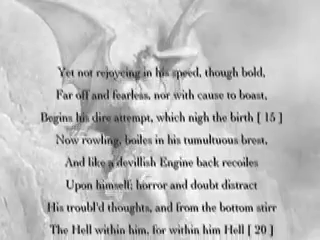 Yet not rejoycing in his speed, though bold,
Far off and fearless, nor with cause to boast,
Begins his dire attempt, which nigh the birth [ 15 ]
Now rowling, boiles in his tumultuous brest,
And like a devillish Engine back recoiles
Upon himself; horror and doubt distract
His troubl'd thoughts, and from the bottom stirr
The Hell within him, for within him Hell [ 20 ]